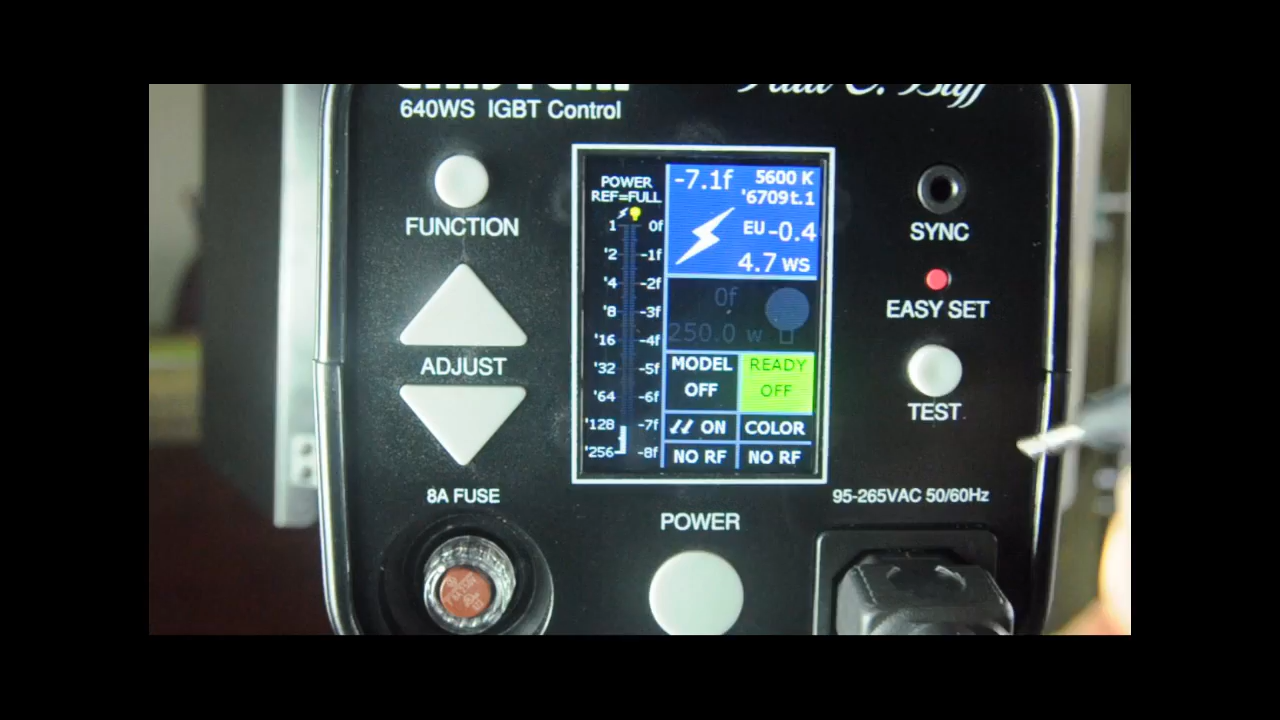 Paul C. Buff
640WS IGBT Control
FUNCTION
ADJUST
8A FUSE
POWER
REF=FULL
1 0f
'2 -1f
'4 -2f
'8 -3f
'16 -4f
'32 -5f
'64 -6f
'128 -7f
'256 -8f
-7.1f 5600 K
'6709t.1
EU -0.4
4.7 WS
0f
250.0 W
MODEL
OFF
READY
OFF
ON
COLOR
NO RF
NO RF
POWER
SYNC
EASY SET
TEST
95-265VAC 50/60Hz